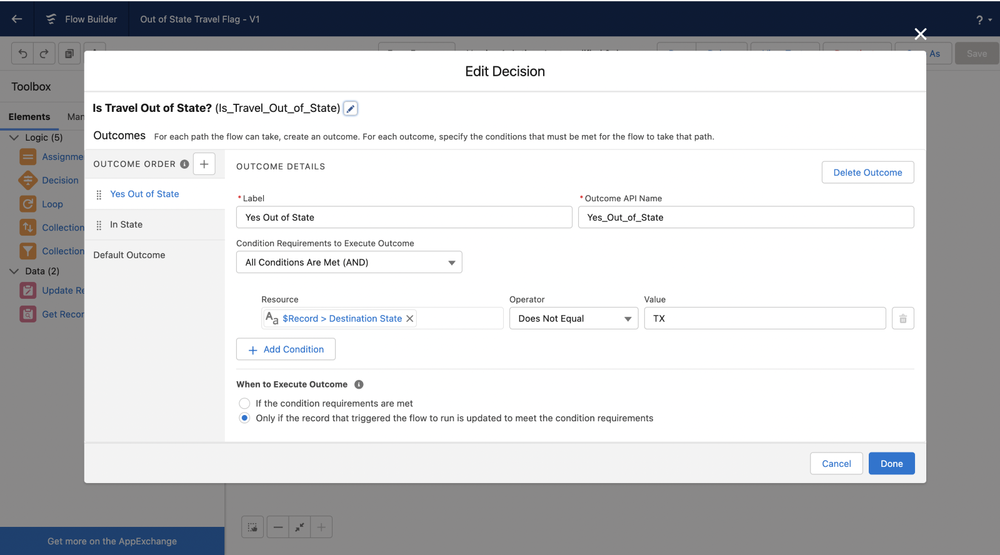 Flow Builder
Out of State Travel Flag - V1
?
As
Save
Toolbox
Elements
Logic (5)
Decision
Loop
Collection
Collection
Data (2)
Get more on the AppExchange
Edit Decision
Is Travel Out of State? (Is_Travel_Out_of_State)
Outcomes For each path the flow can take, create an outcome. For each outcome, specify the conditions that must be met for the flow to take that path.
OUTCOME ORDER
Yes Out of State
In State
Default Outcome
OUTCOME DETAILS
Delete Outcome
* Label
Yes Out of State
* Outcome API Name
Yes_Out_of_State
Condition Requirements to Execute Outcome
All Conditions Are Met (AND)
Resource
Aa $Record > Destination State
Operator
Does Not Equal
Value
TX
Add Condition
When to Execute Outcome
If the condition requirements are met
Only if the record that triggered the flow to run is updated to meet the condition requirements
Cancel
Done